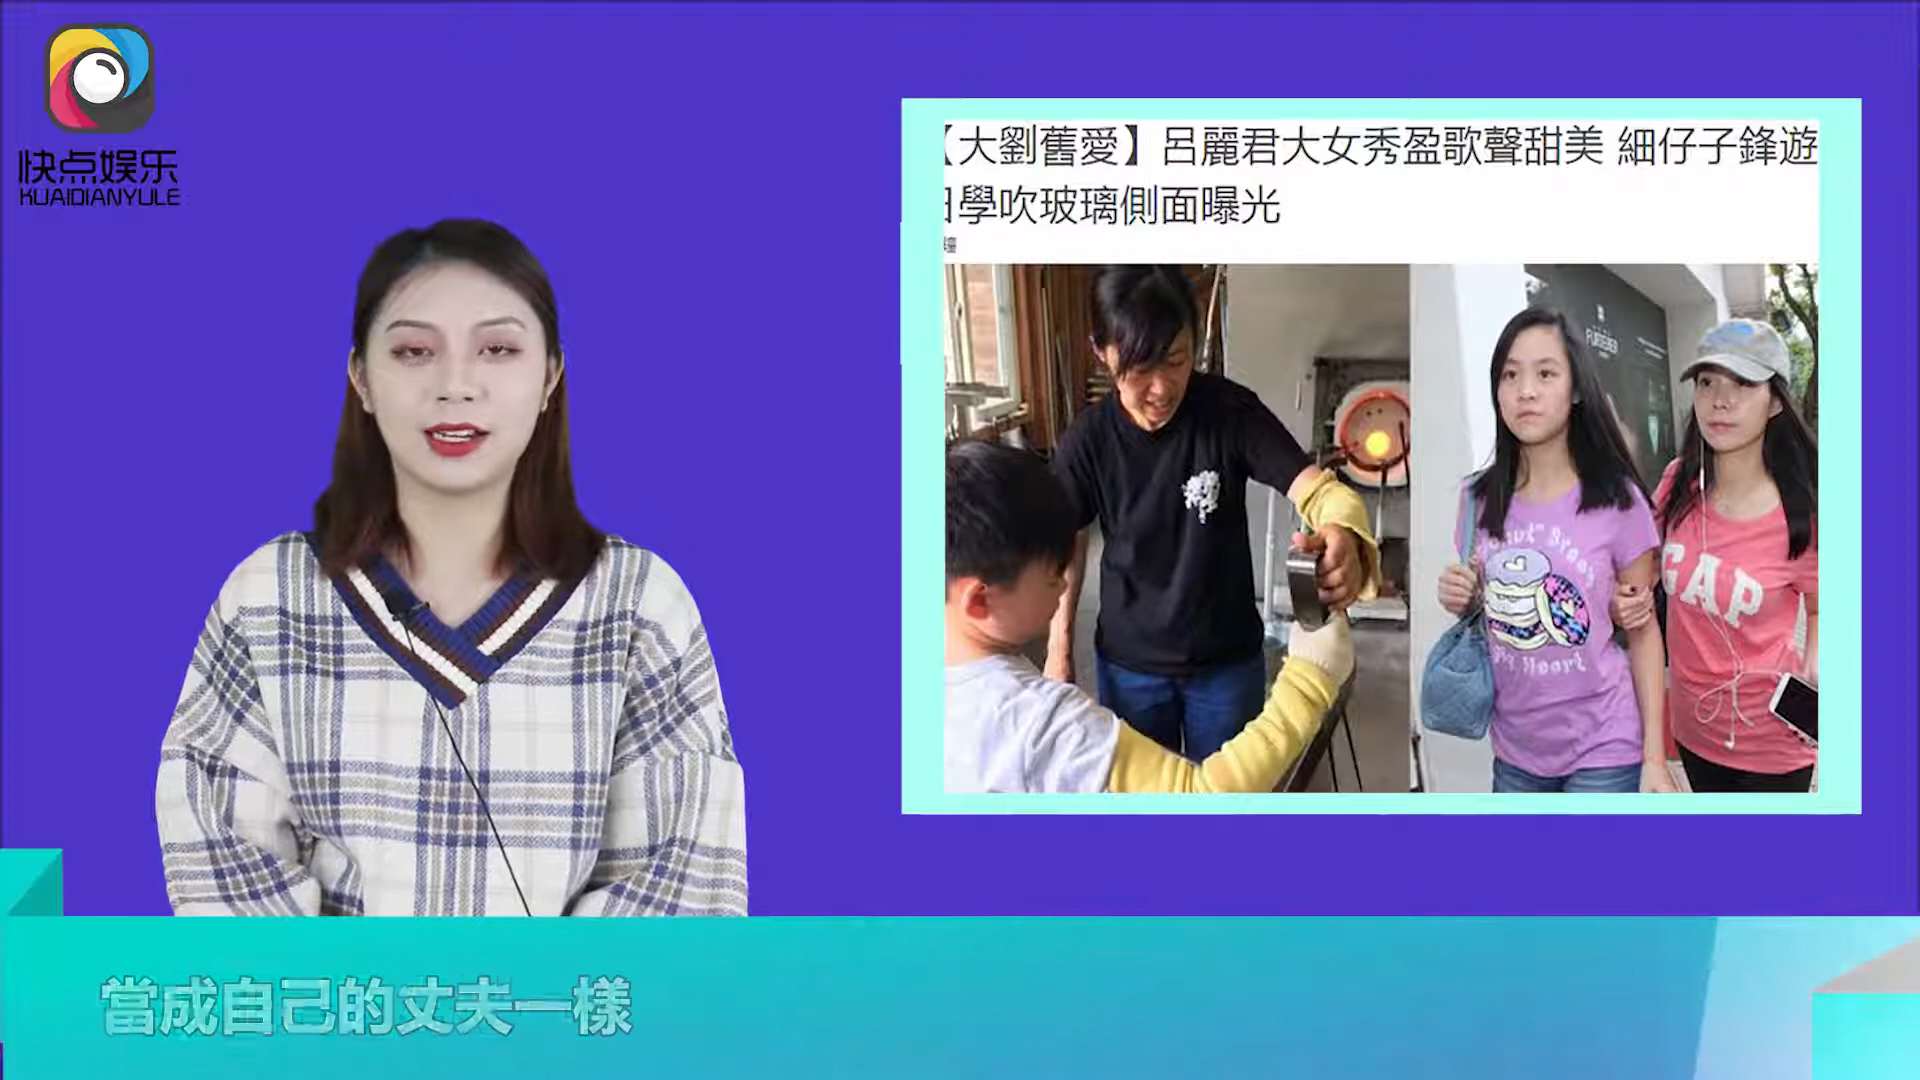 快点娱乐
KUAIDIANYULE
【大劉舊愛】呂麗君大女秀盈歌聲甜美 細仔子鋒遊
日學吹玻璃側面曝光
GAP
當成自己的丈夫一樣